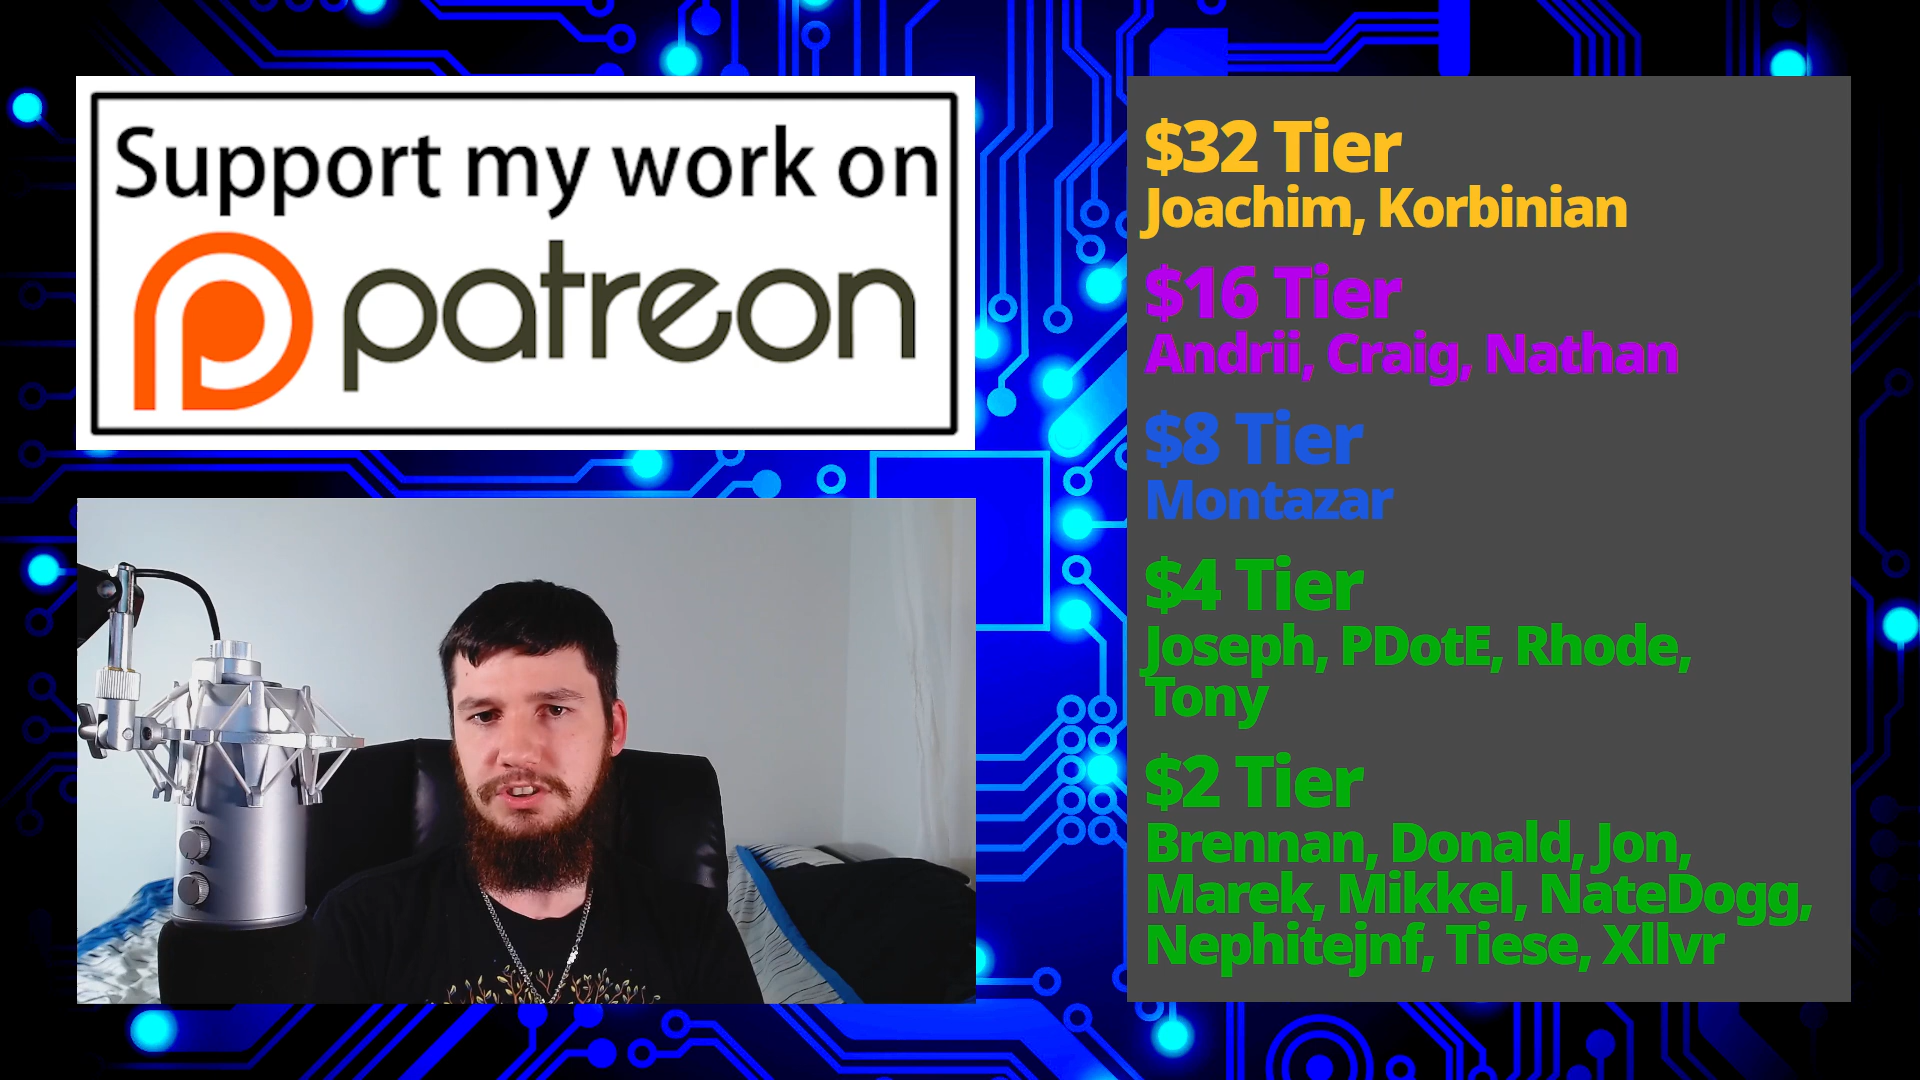 Support my work on
patreon
$32 Tier
Joachim, Korbinian
$16 Tier
Andrii, Craig, Nathan
$8 Tier
Montazar
$4 Tier
Joseph, PDotE, Rhode,
Tony
$2 Tier
Brennan, Donald, Jon,
Marek, Mikkel, NateDogg,
Nephitejnf, Tiese, Xllvr